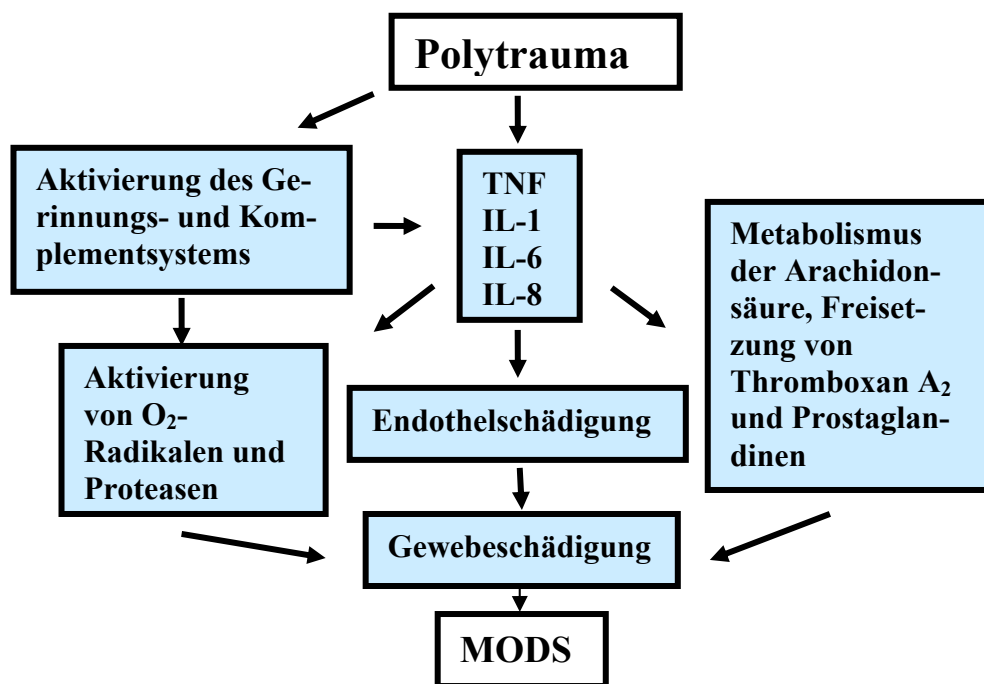 Polytrauma
Aktivierung des Ge-
rinnungs- und Kom-
plementsystems
TNF
IL-1
IL-6
IL-8
Metabolismus
der Arachidon-
säure, Freiset-
zung von
Thromboxan A₂
und Prostaglan-
dinen
Aktivierung
von O₂-
Radikalen und
Proteasen
Endothelschädigung
Gewebeschädigung
MODS